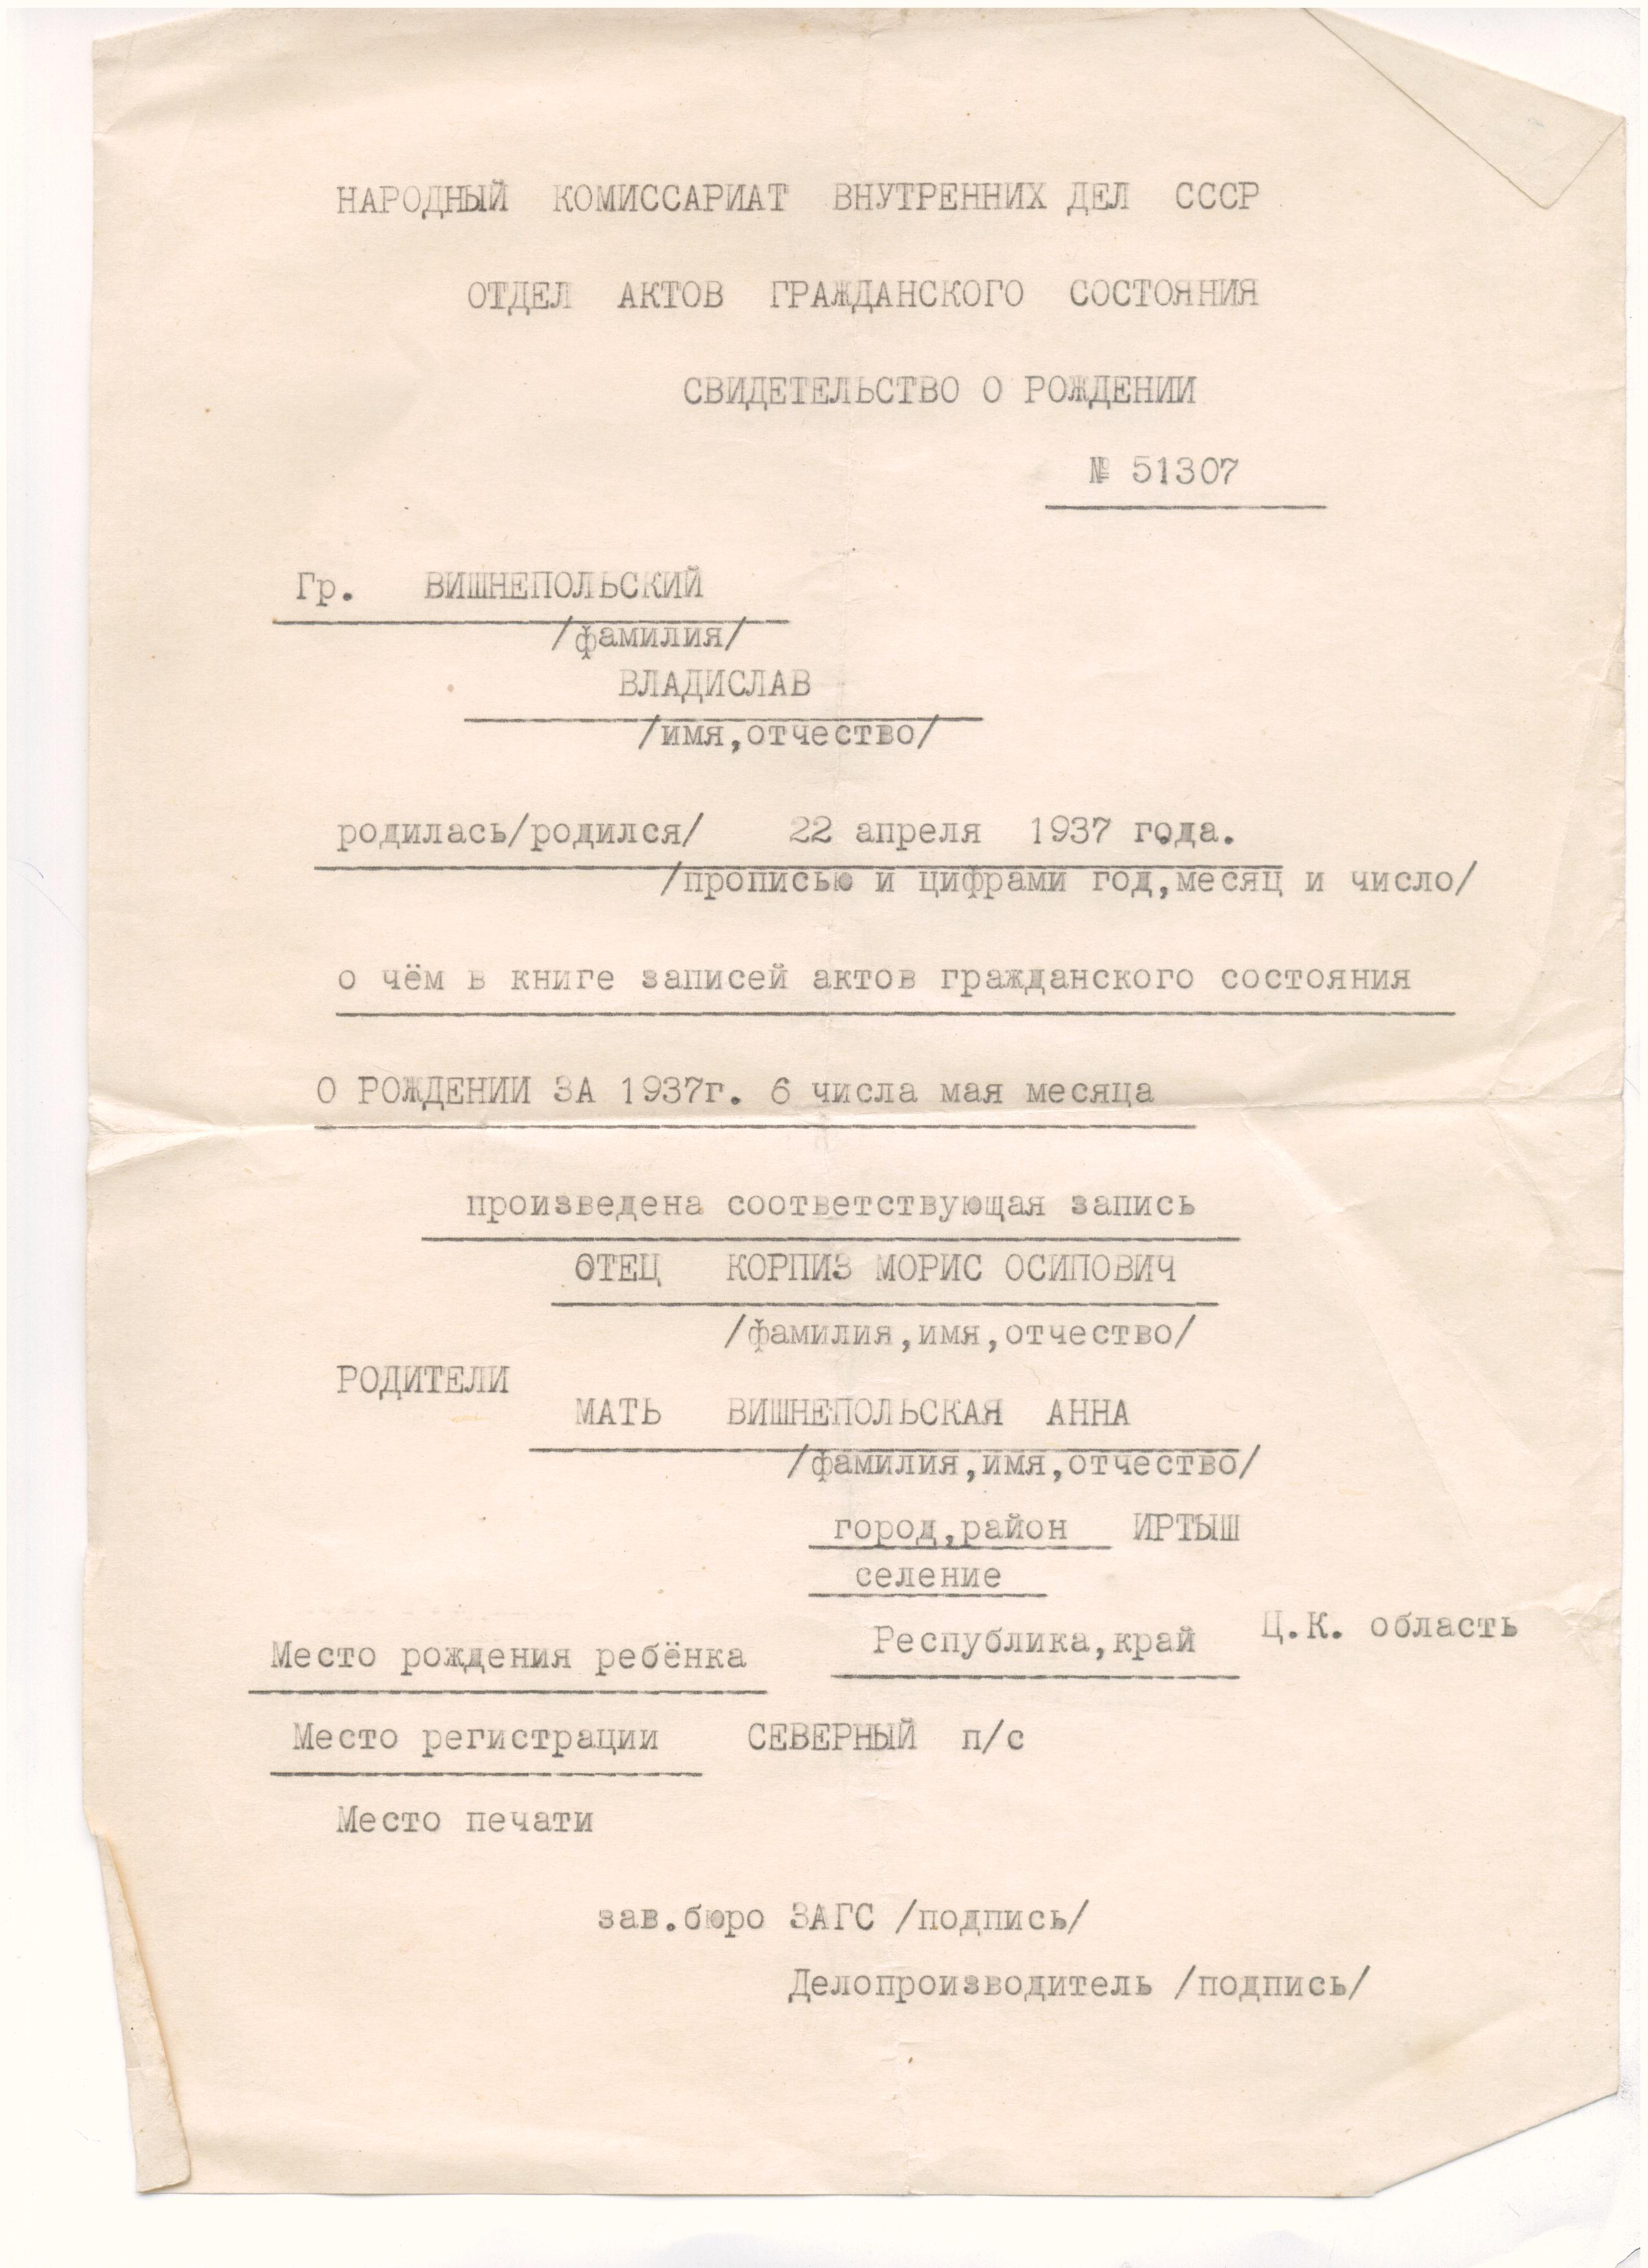 НАРОДНЫЙ КОМИССАРИАТ ВНУТРЕННИХ ДЕЛ СССР
ОТДЕЛ АКТОВ ГРАЖДАНСКОГО СОСТОЯНИЯ
СВИДЕТЕЛЬСТВО О РОЖДЕНИИ
№ 51307
Гр. ВИШНЕПОЛЬСКИЙ
/фамилия/
ВЛАДИСЛАВ
/имя,отчество/
родилась/родился/ 22 апреля 1937 года.
/прописью и цифрами год,месяц и число/
о чём в книге записей актов гражданского состояния
О РОЖДЕНИИ ЗА 1937г. 6 числа мая месяца
произведена соответствующая запись
ОТЕЦ КОРПИЗ МОРИС ОСИПОВИЧ
/фамилия,имя,отчество/
РОДИТЕЛИ
МАТЬ ВИШНЕПОЛЬСКАЯ АННА
/фамилия,имя,отчество/
город,район ИРТЫШ
селение
Республика,край Ц.К. область
Место рождения ребёнка
Место регистрации СЕВЕРНЫЙ п/с
Место печати
зав.бюро ЗАГС /подпись/
Делопроизводитель /подпись/